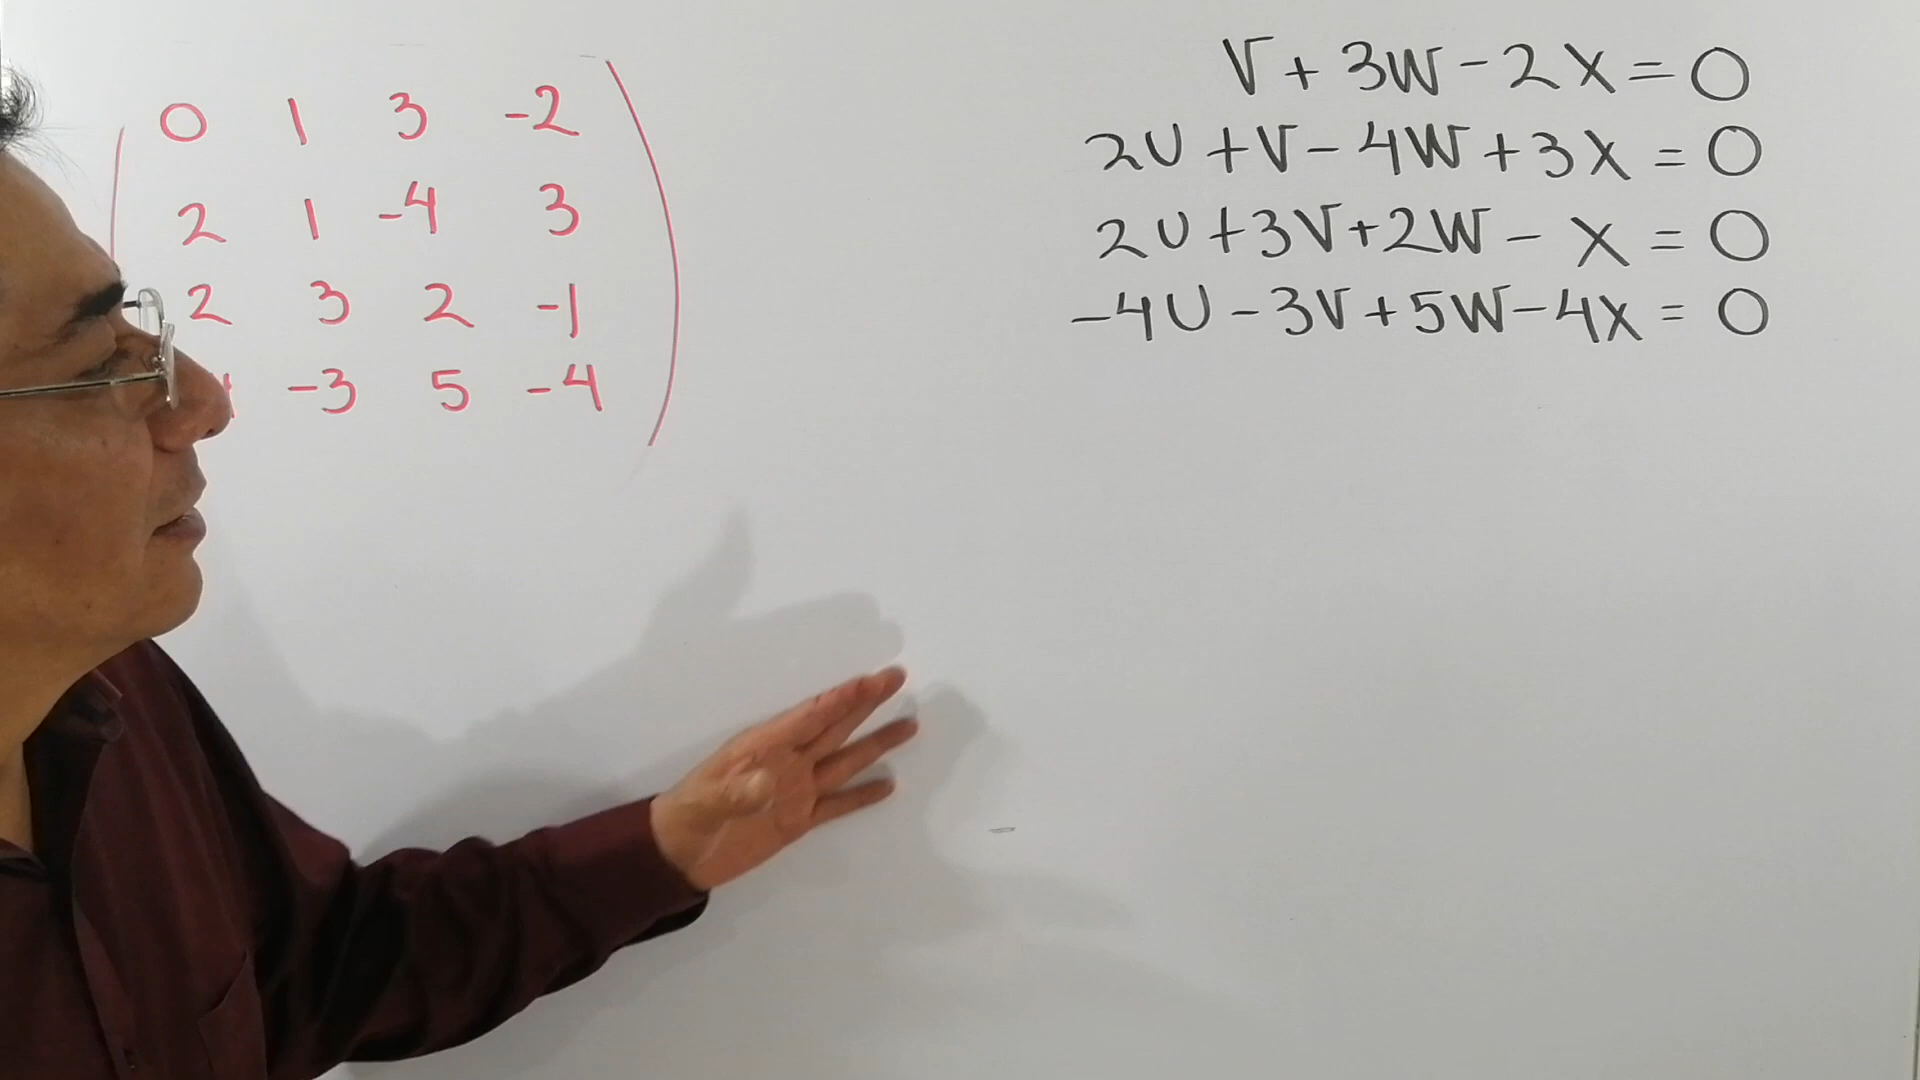 0 1 3 -2
2 1 -4 3
2 3 2 -1
-3 5 -4
V + 3W - 2X = 0
2U + V - 4W + 3X = 0
2U + 3V + 2W - X = 0
-4U - 3V + 5W - 4X = 0